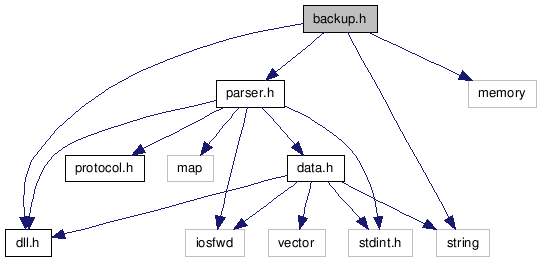 backup.h
parser.h
memory
protocol.h
map
data.h
dll.h
iosfwd
vector
stdint.h
string